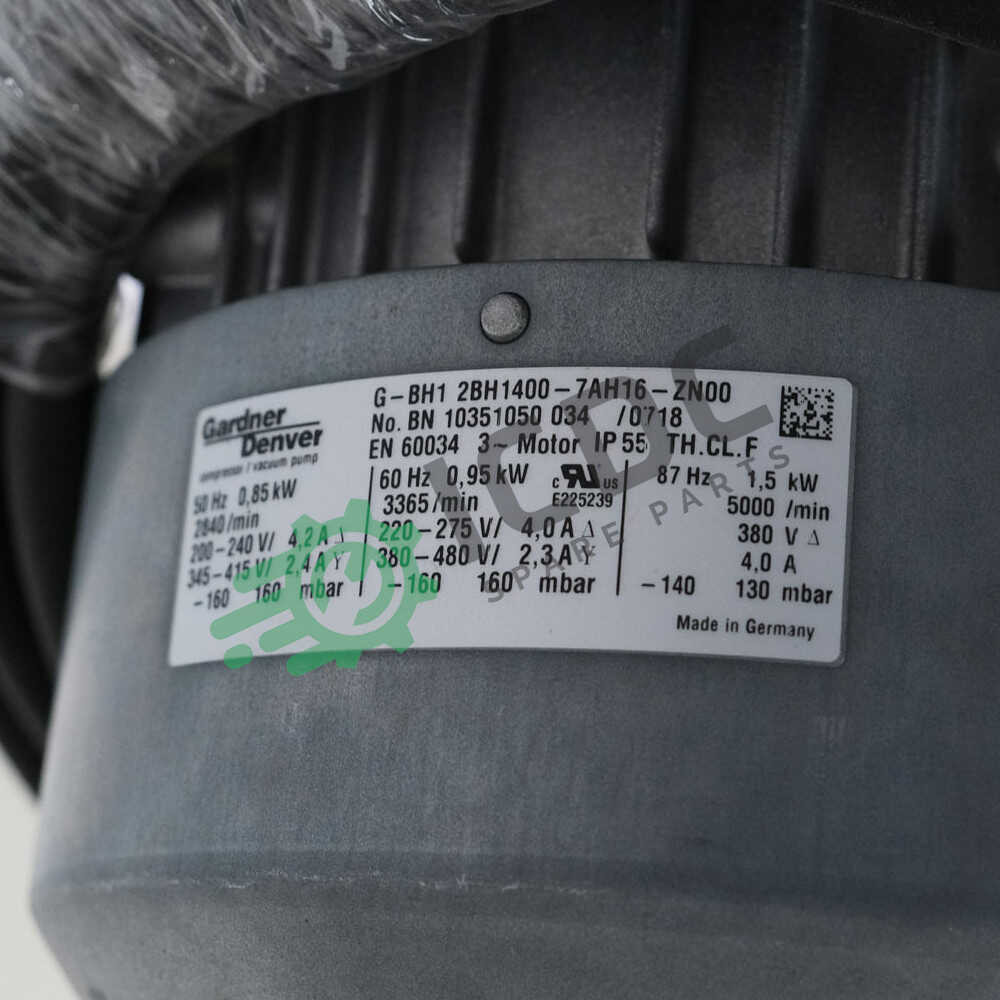 Gardner
Denver
compressor / vacuum pump
G-BH1 2BH1400-7AH16-ZN00
No. BN 10351050 034 /0718
EN 60034 3~ Motor IP 55 TH.CL.F
50 Hz 0,85 kW
2840/min
200-240 V/ 4,2 A Δ
345-415 V/ 2,4 A Y
-160 160 mbar
60 Hz 0,95 kW
3365/min
220-275 V/ 4,0 A Δ
380-480 V/ 2,3 A Y
-160 160 mbar
c RU us
E225239
87 Hz 1,5 kW
5000 /min
380 V Δ
4,0 A
-140 130 mbar
Made in Germany
ICDC
SPARE PARTS